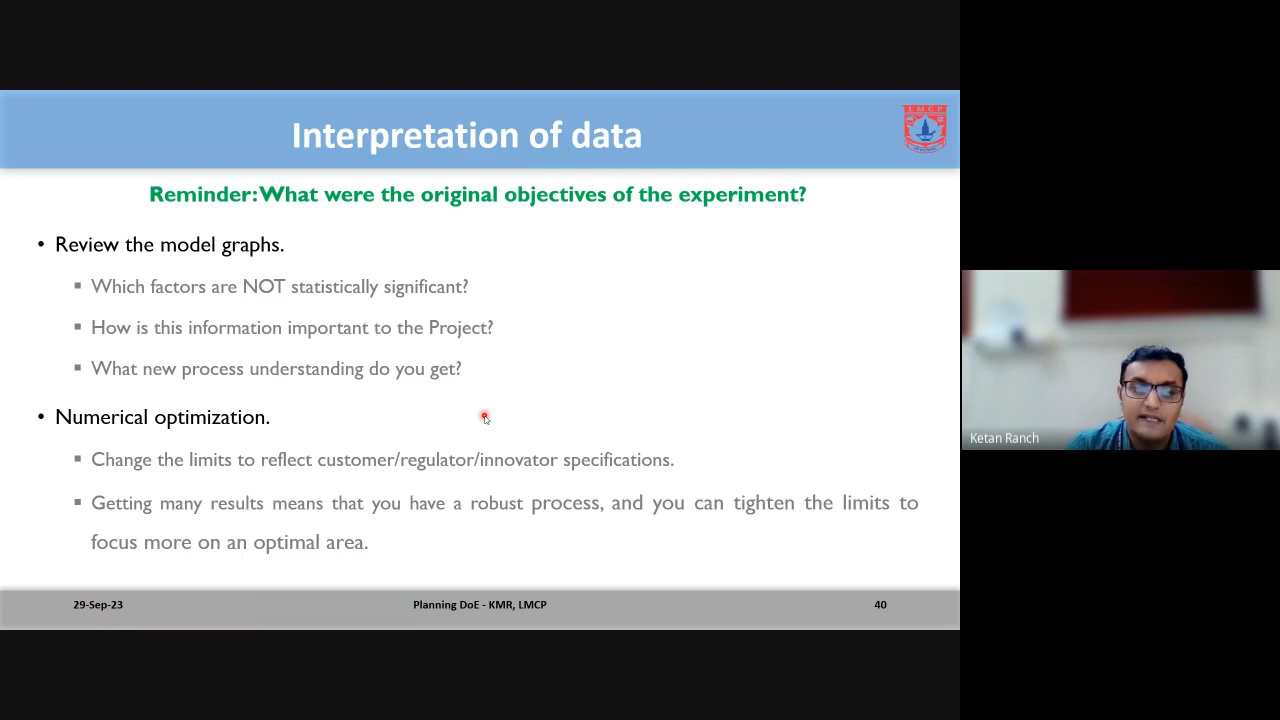 Interpretation of data
LMCP
Reminder: What were the original objectives of the experiment?
• Review the model graphs.
▪ Which factors are NOT statistically significant?
▪ How is this information important to the Project?
▪ What new process understanding do you get?
• Numerical optimization.
▪ Change the limits to reflect customer/regulator/innovator specifications.
▪ Getting many results means that you have a robust process, and you can tighten the limits to
focus more on an optimal area.
29-Sep-23
Planning DoE - KMR, LMCP
40
Ketan Ranch